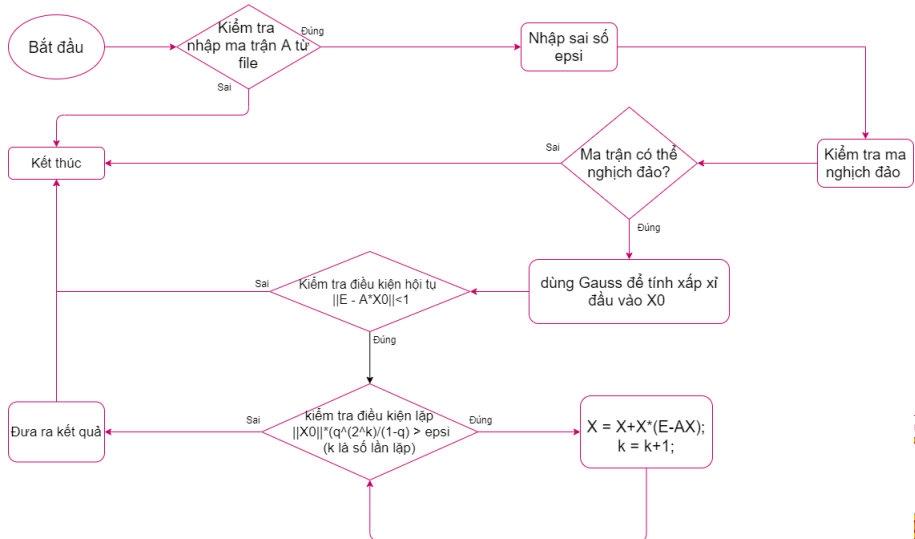 Bắt đầu
Kiểm tra
nhập ma trận A từ
file
Đúng
Nhập sai số
epsi
Sai
Kết thúc
Sai
Ma trận có thể
nghịch đảo?
Kiểm tra ma
nghịch đảo
Đúng
dùng Gauss để tính xấp xỉ
đầu vào X0
Sai
Kiểm tra điều kiện hội tụ
||E - A*X0||<1
Đúng
Đưa ra kết quả
Sai
kiểm tra điều kiện lặp
||X0||*(q^(2^k)/(1-q) > epsi
(k là số lần lặp)
Đúng
X = X+X*(E-AX);
k = k+1;